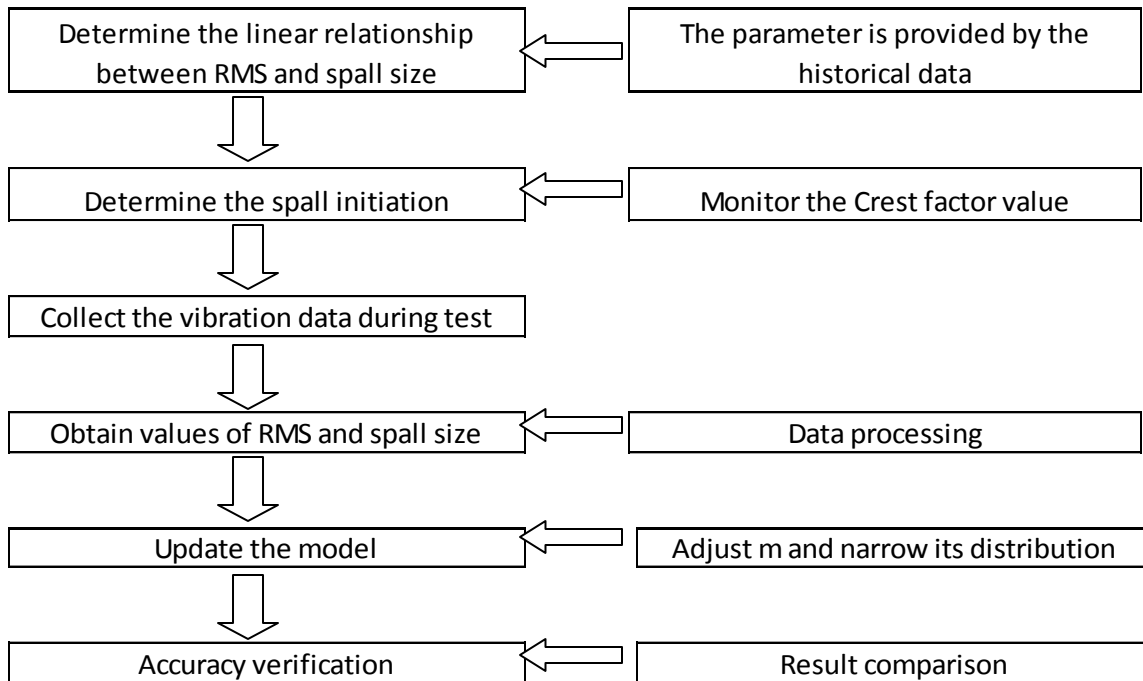 Determine the linear relationship
between RMS and spall size
The parameter is provided by the
historical data
Determine the spall initiation
Monitor the Crest factor value
Collect the vibration data during test
Obtain values of RMS and spall size
Data processing
Update the model
Adjust m and narrow its distribution
Accuracy verification
Result comparison